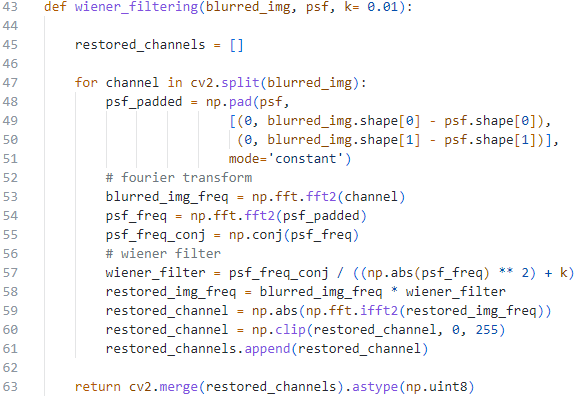 43 def wiener_filtering(blurred_img, psf, k= 0.01):
44
45     restored_channels = []
46
47     for channel in cv2.split(blurred_img):
48         psf_padded = np.pad(psf,
49                         [(0, blurred_img.shape[0] - psf.shape[0]),
50                          (0, blurred_img.shape[1] - psf.shape[1])],
51                         mode='constant')
52         # fourier transform
53         blurred_img_freq = np.fft.fft2(channel)
54         psf_freq = np.fft.fft2(psf_padded)
55         psf_freq_conj = np.conj(psf_freq)
56         # wiener filter
57         wiener_filter = psf_freq_conj / ((np.abs(psf_freq) ** 2) + k)
58         restored_img_freq = blurred_img_freq * wiener_filter
59         restored_channel = np.abs(np.fft.ifft2(restored_img_freq))
60         restored_channel = np.clip(restored_channel, 0, 255)
61         restored_channels.append(restored_channel)
62
63     return cv2.merge(restored_channels).astype(np.uint8)